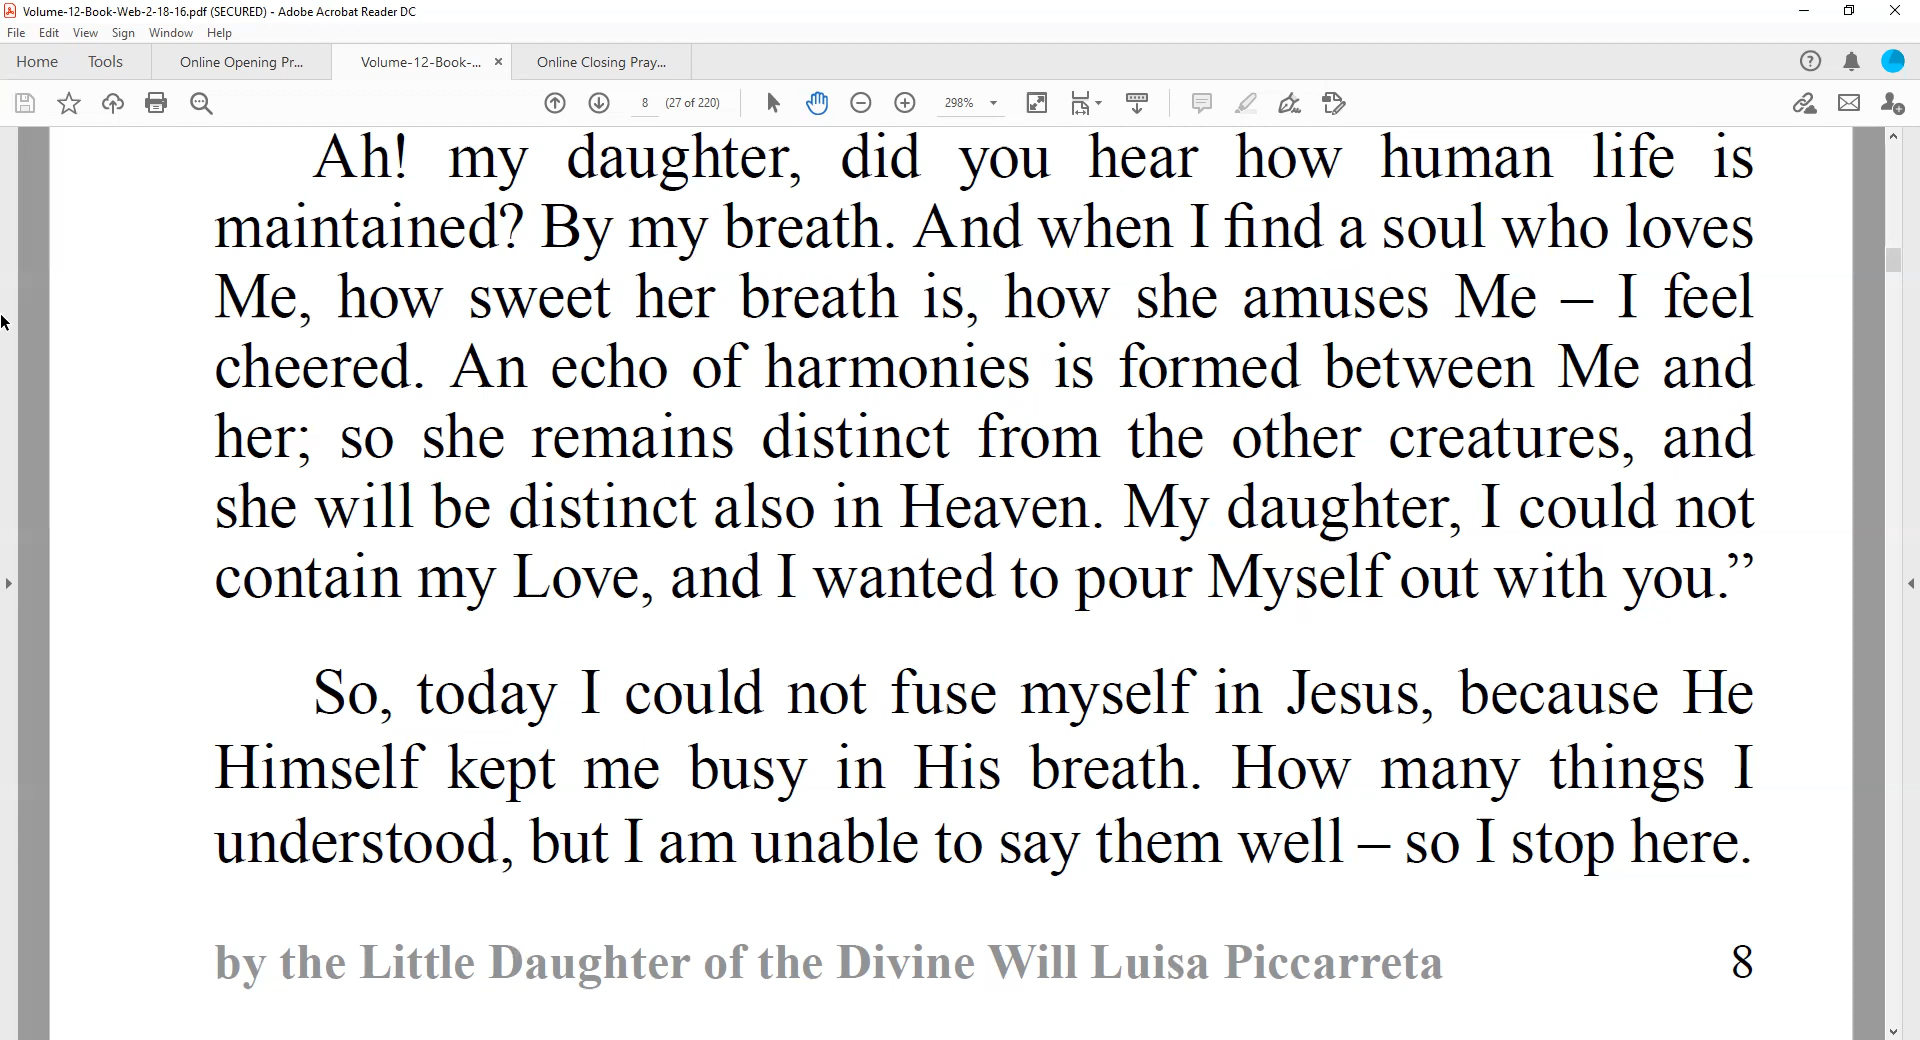 Volume-12-Book-Web-2-18-16.pdf (SECURED) - Adobe Acrobat Reader DC
File Edit View Sign Window Help
Home Tools Online Opening Pr... Volume-12-Book-... × Online Closing Pray...
8 (27 of 220) 298%
Ah! my daughter, did you hear how human life is
maintained? By my breath. And when I find a soul who loves
Me, how sweet her breath is, how she amuses Me – I feel
cheered. An echo of harmonies is formed between Me and
her; so she remains distinct from the other creatures, and
she will be distinct also in Heaven. My daughter, I could not
contain my Love, and I wanted to pour Myself out with you.”
So, today I could not fuse myself in Jesus, because He
Himself kept me busy in His breath. How many things I
understood, but I am unable to say them well – so I stop here.
by the Little Daughter of the Divine Will Luisa Piccarreta 8